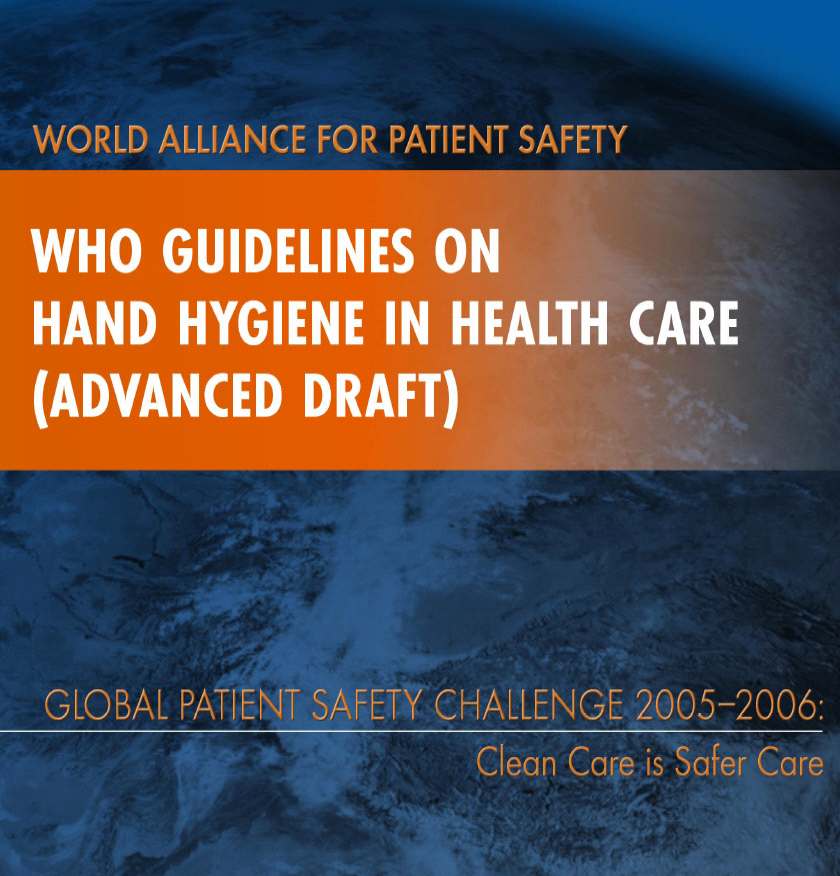 WORLD ALLIANCE FOR PATIENT SAFETY
WHO GUIDELINES ON
HAND HYGIENE IN HEALTH CARE
(ADVANCED DRAFT)
GLOBAL PATIENT SAFETY CHALLENGE 2005–2006:
Clean Care is Safer Care